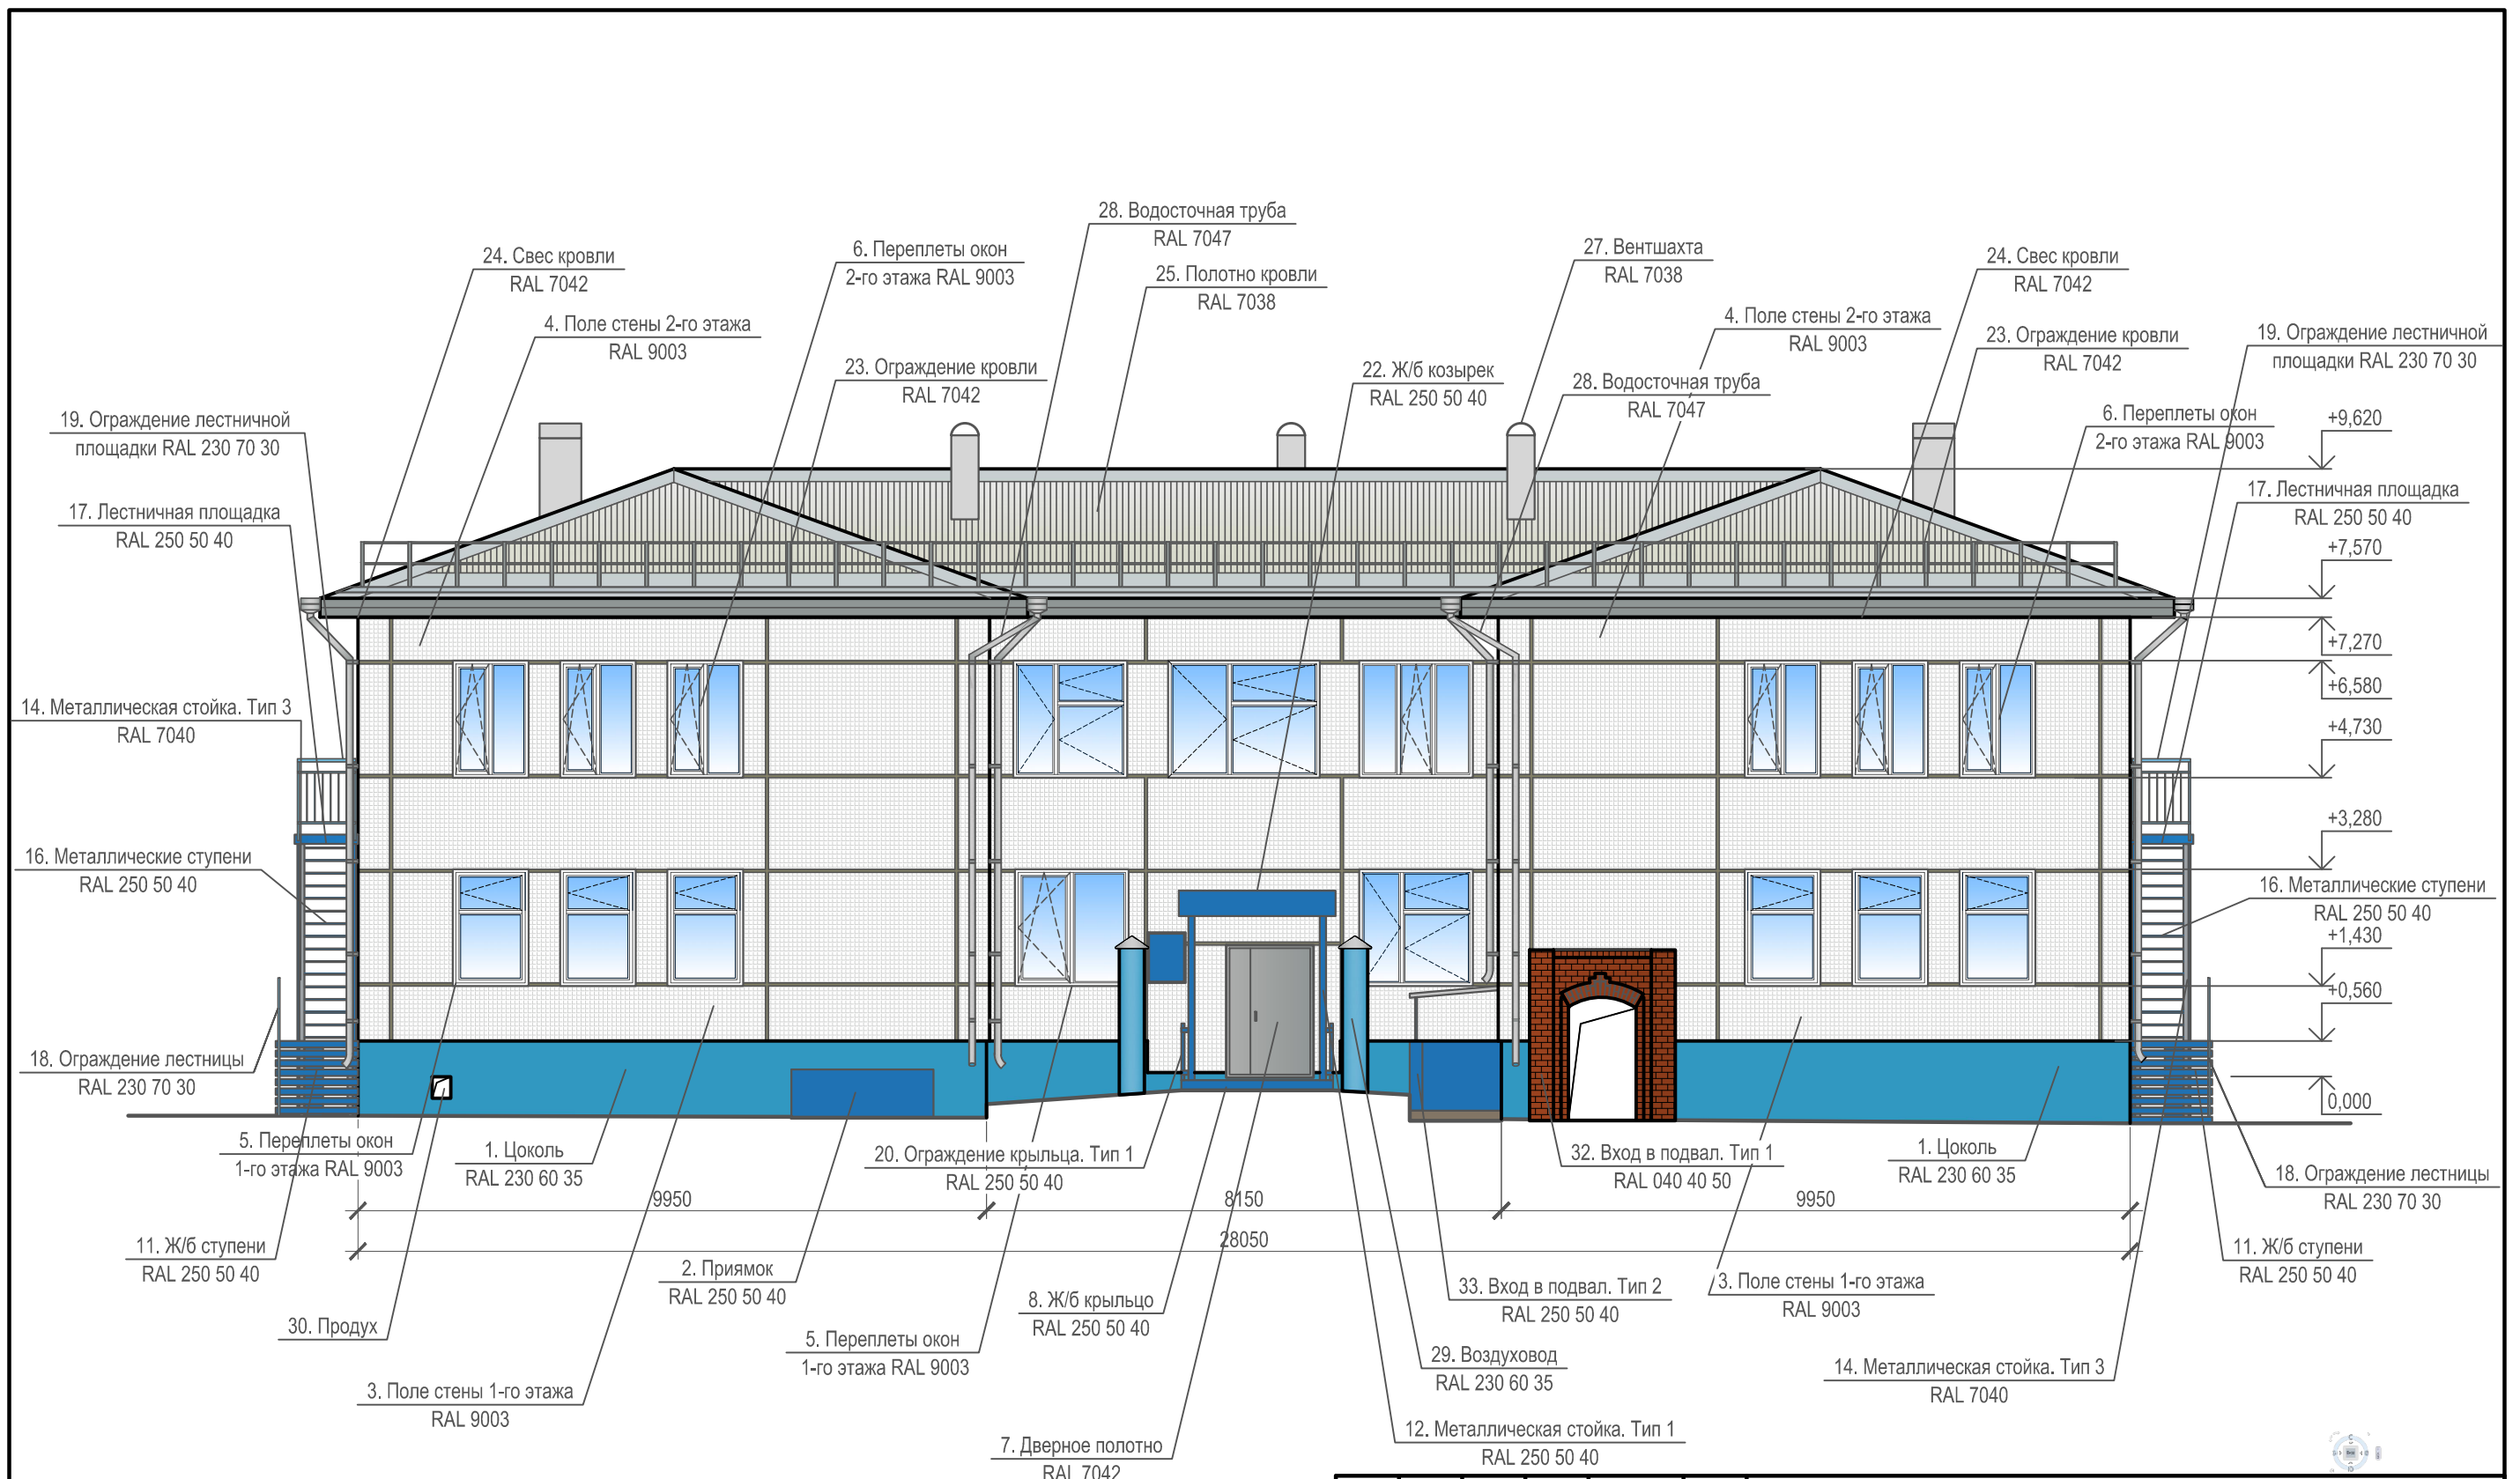 28. Водосточная труба
RAL 7047
24. Свес кровли
RAL 7042
6. Переплеты окон
2-го этажа RAL 9003
25. Полотно кровли
RAL 7038
27. Вентшахта
RAL 7038
24. Свес кровли
RAL 7042
4. Поле стены 2-го этажа
RAL 9003
4. Поле стены 2-го этажа
RAL 9003
23. Ограждение кровли
RAL 7042
19. Ограждение лестничной
площадки RAL 230 70 30
23. Ограждение кровли
RAL 7042
22. Ж/б козырек
RAL 250 50 40
28. Водосточная труба
RAL 7047
19. Ограждение лестничной
площадки RAL 230 70 30
6. Переплеты окон
2-го этажа RAL 9003
+9,620
17. Лестничная площадка
RAL 250 50 40
17. Лестничная площадка
RAL 250 50 40
+7,570
+7,270
+6,580
14. Металлическая стойка. Тип 3
RAL 7040
+4,730
+3,280
16. Металлические ступени
RAL 250 50 40
16. Металлические ступени
RAL 250 50 40
+1,430
+0,560
18. Ограждение лестницы
RAL 230 70 30
0,000
5. Переплеты окон
1-го этажа RAL 9003
1. Цоколь
RAL 230 60 35
20. Ограждение крыльца. Тип 1
RAL 250 50 40
32. Вход в подвал. Тип 1
RAL 040 40 50
1. Цоколь
RAL 230 60 35
18. Ограждение лестницы
RAL 230 70 30
9950
8150
9950
28050
11. Ж/б ступени
RAL 250 50 40
11. Ж/б ступени
RAL 250 50 40
2. Приямок
RAL 250 50 40
8. Ж/б крыльцо
RAL 250 50 40
33. Вход в подвал. Тип 2
RAL 250 50 40
3. Поле стены 1-го этажа
RAL 9003
30. Продух
5. Переплеты окон
1-го этажа RAL 9003
29. Воздуховод
RAL 230 60 35
14. Металлическая стойка. Тип 3
RAL 7040
3. Поле стены 1-го этажа
RAL 9003
12. Металлическая стойка. Тип 1
RAL 250 50 40
7. Дверное полотно
RAL 7042